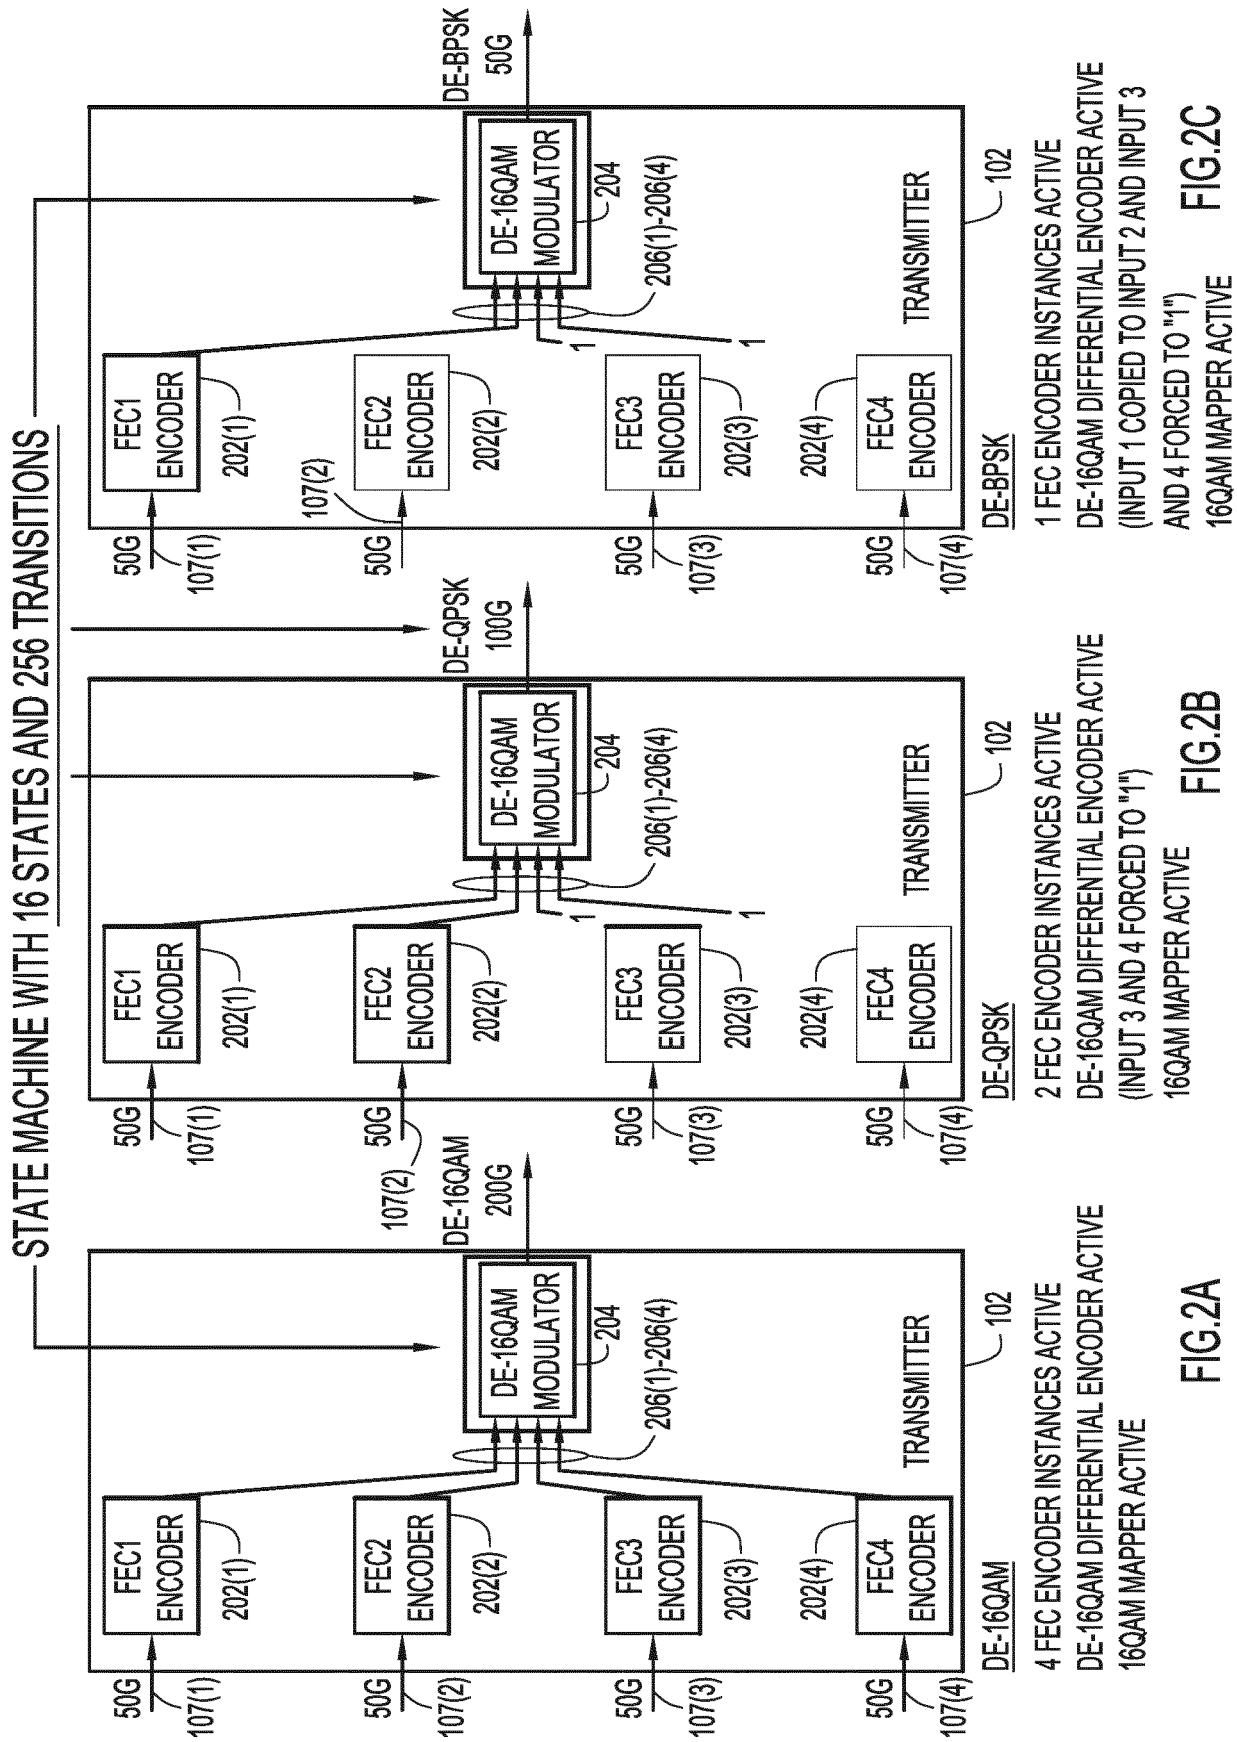 STATE MACHINE WITH 16 STATES AND 256 TRANSITIONS
50G
107(1)
FEC1
ENCODER
202(1)
50G
107(2)
FEC2
ENCODER
202(2)
50G
107(3)
FEC3
ENCODER
202(3)
50G
107(4)
FEC4
ENCODER
202(4)
DE-16QAM
MODULATOR
204
206(1)-206(4)
TRANSMITTER
102
DE-16QAM
200G
DE-16QAM
4 FEC ENCODER INSTANCES ACTIVE
DE-16QAM DIFFERENTIAL ENCODER ACTIVE
16QAM MAPPER ACTIVE
FIG.2A
50G
107(1)
FEC1
ENCODER
202(1)
50G
107(2)
FEC2
ENCODER
202(2)
50G
107(3)
FEC3
ENCODER
202(3)
50G
107(4)
FEC4
ENCODER
202(4)
1
1
DE-16QAM
MODULATOR
204
206(1)-206(4)
TRANSMITTER
102
DE-QPSK
100G
DE-QPSK
2 FEC ENCODER INSTANCES ACTIVE
DE-16QAM DIFFERENTIAL ENCODER ACTIVE
(INPUT 3 AND 4 FORCED TO "1")
16QAM MAPPER ACTIVE
FIG.2B
50G
107(1)
FEC1
ENCODER
202(1)
50G
107(2)
FEC2
ENCODER
202(2)
50G
107(3)
FEC3
ENCODER
202(3)
50G
107(4)
FEC4
ENCODER
202(4)
1
1
DE-16QAM
MODULATOR
204
206(1)-206(4)
TRANSMITTER
102
DE-BPSK
50G
DE-BPSK
1 FEC ENCODER INSTANCES ACTIVE
DE-16QAM DIFFERENTIAL ENCODER ACTIVE
(INPUT 1 COPIED TO INPUT 2 AND INPUT 3
AND 4 FORCED TO "1")
16QAM MAPPER ACTIVE
FIG.2C